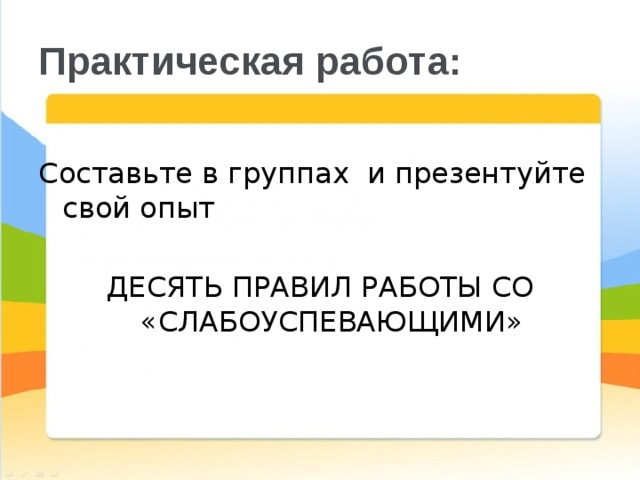 Практическая работа:
Составьте в группах и презентуйте
свой опыт
ДЕСЯТЬ ПРАВИЛ РАБОТЫ СО
«СЛАБОУСПЕВАЮЩИМИ»